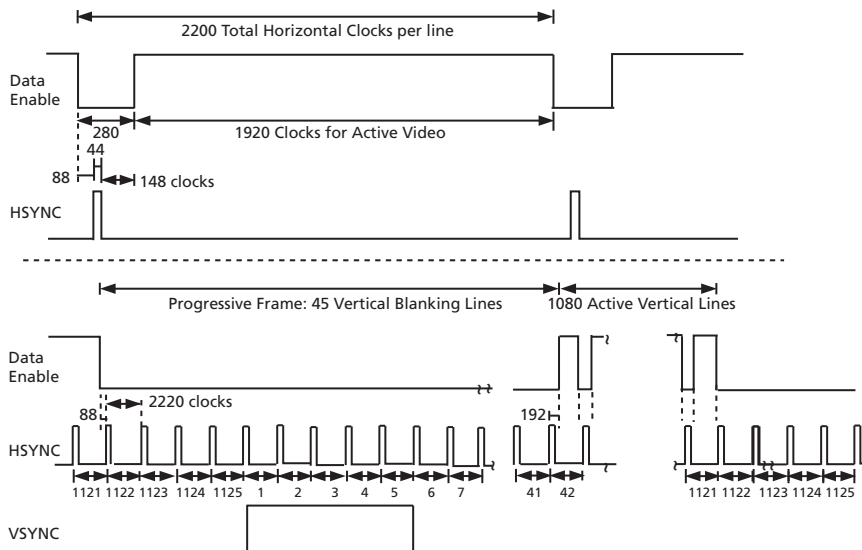 2200 Total Horizontal Clocks per line
Data
Enable
280
1920 Clocks for Active Video
44
88
148 clocks
HSYNC
Progressive Frame: 45 Vertical Blanking Lines
1080 Active Vertical Lines
Data
Enable
88
2220 clocks
192
HSYNC
1121 1122 1123 1124 1125 1 2 3 4 5 6 7 41 42 1121 1122 1123 1124 1125
VSYNC